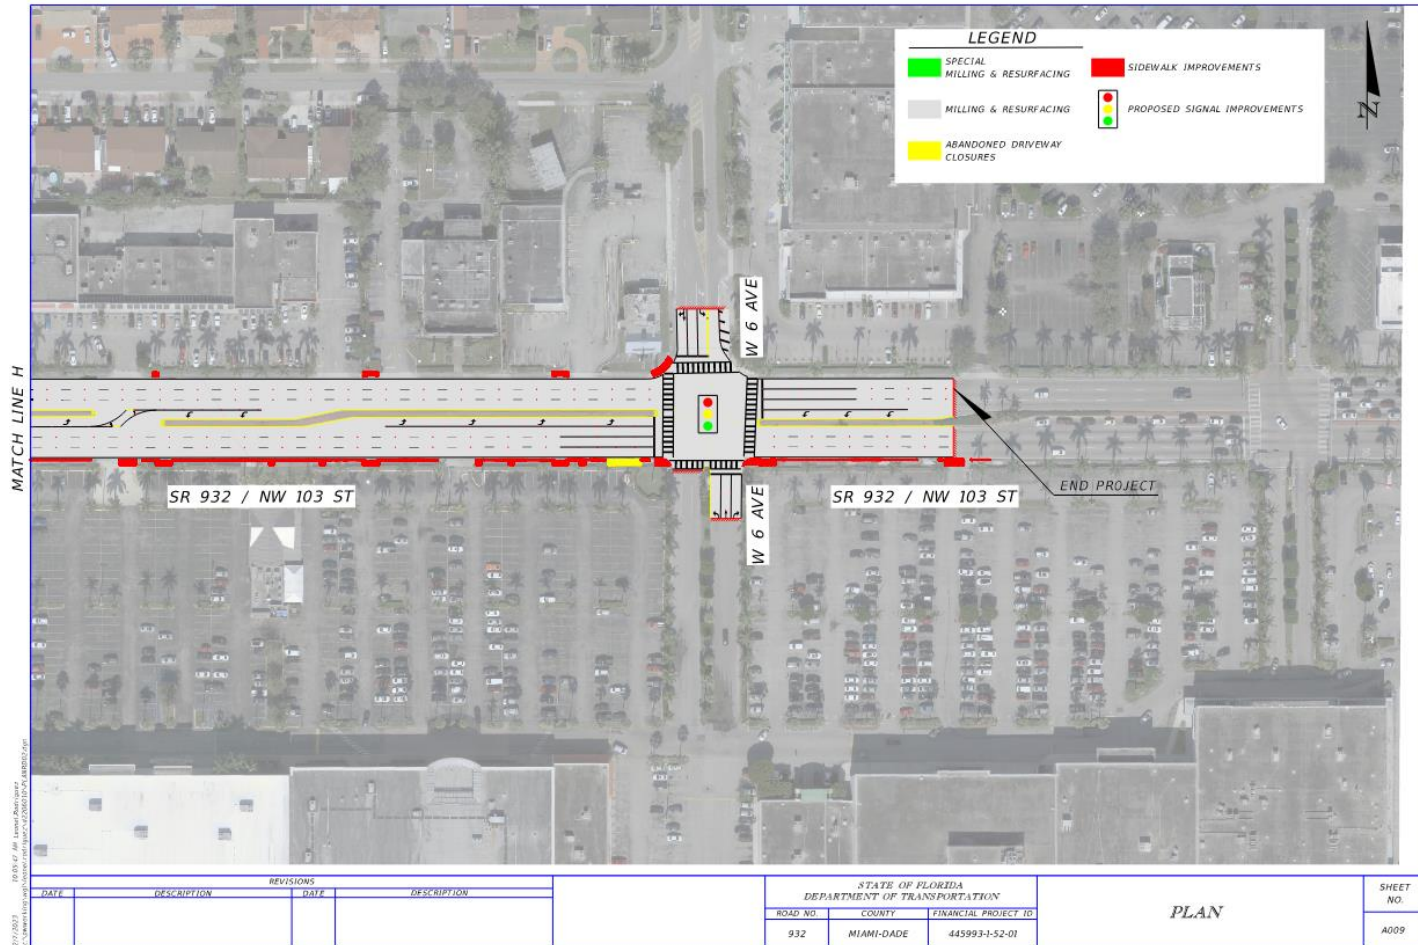 LEGEND
SPECIAL
MILLING & RESURFACING
SIDEWALK IMPROVEMENTS
MILLING & RESURFACING
PROPOSED SIGNAL IMPROVEMENTS
ABANDONED DRIVEWAY
CLOSURES
N
W 6 AVE
MATCH LINE H
SR 932 / NW 103 ST
SR 932 / NW 103 ST
END PROJECT
W 6 AVE
REVISIONS
DATE DESCRIPTION DATE DESCRIPTION
STATE OF FLORIDA
DEPARTMENT OF TRANSPORTATION
ROAD NO. COUNTY FINANCIAL PROJECT ID
932 MIAMI-DADE 445993-1-52-01
PLAN
SHEET
NO.
A009